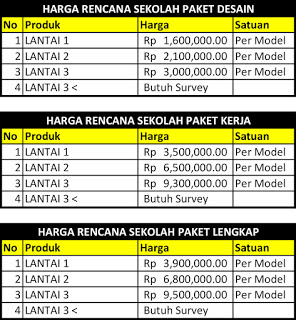 HARGA RENCANA SEKOLAH PAKET DESAIN
No Produk Harga Satuan
1 LANTAI 1 Rp 1,600,000.00 Per Model
2 LANTAI 2 Rp 2,100,000.00 Per Model
3 LANTAI 3 Rp 3,000,000.00 Per Model
4 LANTAI 3 < Butuh Survey
HARGA RENCANA SEKOLAH PAKET KERJA
No Produk Harga Satuan
1 LANTAI 1 Rp 3,500,000.00 Per Model
2 LANTAI 2 Rp 6,500,000.00 Per Model
3 LANTAI 3 Rp 9,300,000.00 Per Model
4 LANTAI 3 < Butuh Survey
HARGA RENCANA SEKOLAH PAKET LENGKAP
No Produk Harga Satuan
1 LANTAI 1 Rp 3,900,000.00 Per Model
2 LANTAI 2 Rp 6,800,000.00 Per Model
3 LANTAI 3 Rp 9,500,000.00 Per Model
4 LANTAI 3 < Butuh Survey